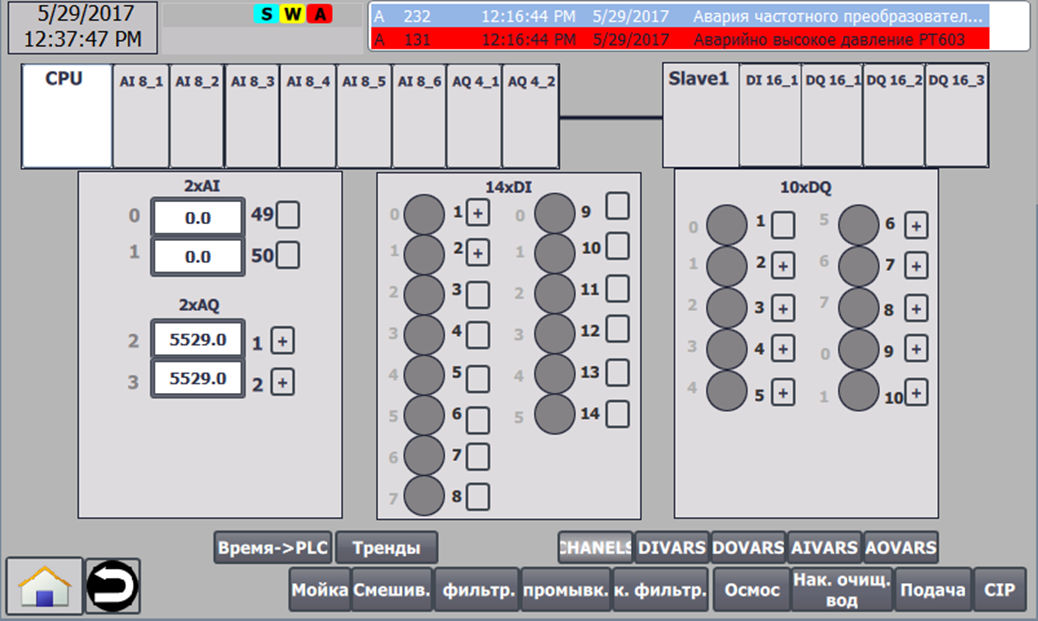 5/29/2017
12:37:47 PM
S W A
A 232 12:16:44 PM 5/29/2017 Авария частотного преобразовател...
A 131 12:16:44 PM 5/29/2017 Аварийно высокое давление PT603
CPU AI 8_1 AI 8_2 AI 8_3 AI 8_4 AI 8_5 AI 8_6 AQ 4_1 AQ 4_2 Slave1 DI 16_1 DQ 16_1 DQ 16_2 DQ 16_3
2xAI
0 0.0 49
1 0.0 50
2xAQ
2 5529.0 1 +
3 5529.0 2 +
14xDI
0 1 + 0 9
1 2 + 1 10
2 3 2 11
3 4 3 12
4 5 4 13
5 6 5 14
6 7
7 8
10xDQ
0 1 5 6 +
1 2 + 6 7 +
2 3 + 7 8 +
3 4 + 0 9 +
4 5 + 1 10 +
Время->PLC Тренды CHANELS DIVARS DOVARS AIVARS AOVARS
Мойка Смешив. фильтр. промывк. к. фильтр. Осмос Нак. очищ. Подача CIP
вод